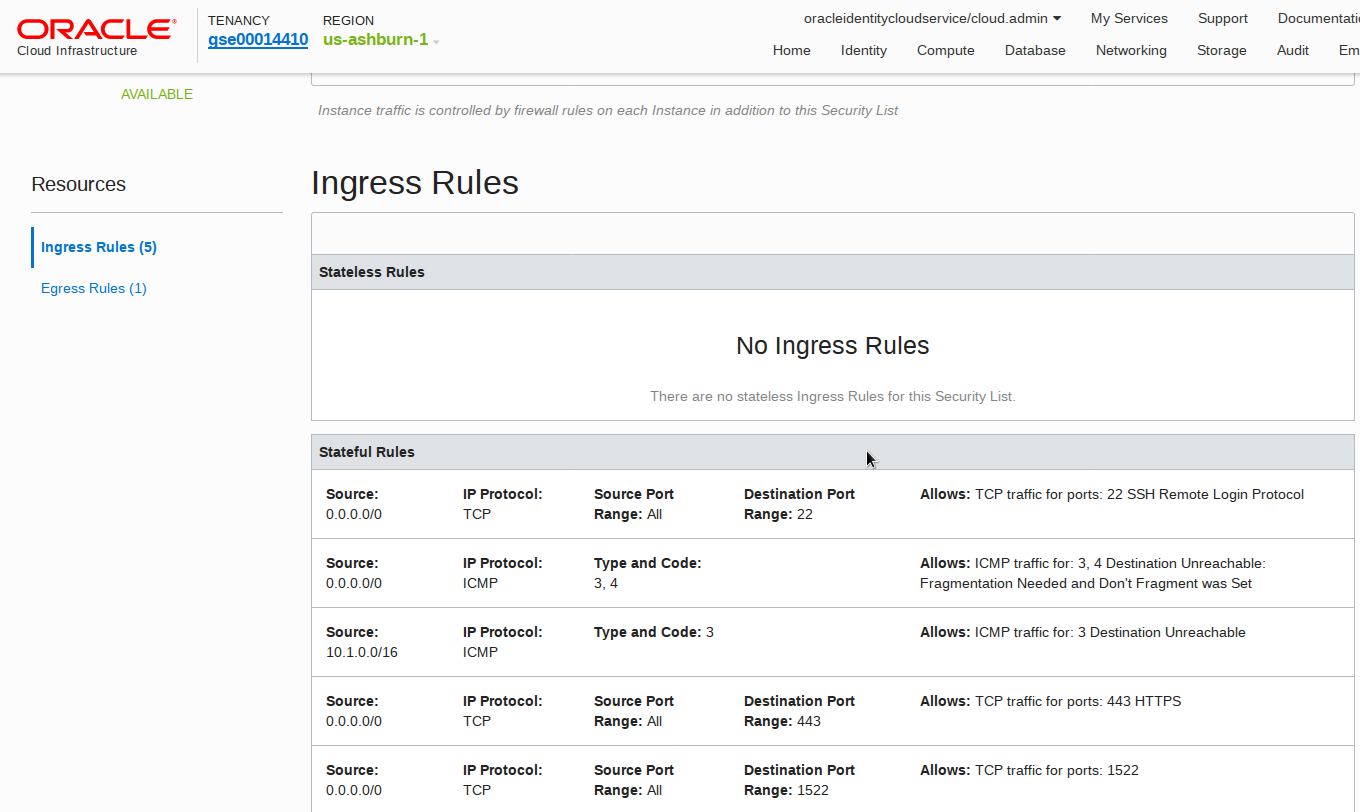 ORACLE®
Cloud Infrastructure
TENANCY
gse00014410
REGION
us-ashburn-1
oracleidentitycloudservice/cloud.admin
My Services
Support
Documentati
Home
Identity
Compute
Database
Networking
Storage
Audit
Em
AVAILABLE
Instance traffic is controlled by firewall rules on each Instance in addition to this Security List
Resources
Ingress Rules (5)
Egress Rules (1)
Ingress Rules
Stateless Rules
No Ingress Rules
There are no stateless Ingress Rules for this Security List.
Stateful Rules
Source:
0.0.0.0/0
IP Protocol:
TCP
Source Port
Range: All
Destination Port
Range: 22
Allows: TCP traffic for ports: 22 SSH Remote Login Protocol
Source:
0.0.0.0/0
IP Protocol:
ICMP
Type and Code:
3, 4
Allows: ICMP traffic for: 3, 4 Destination Unreachable:
Fragmentation Needed and Don't Fragment was Set
Source:
10.1.0.0/16
IP Protocol:
ICMP
Type and Code: 3
Allows: ICMP traffic for: 3 Destination Unreachable
Source:
0.0.0.0/0
IP Protocol:
TCP
Source Port
Range: All
Destination Port
Range: 443
Allows: TCP traffic for ports: 443 HTTPS
Source:
0.0.0.0/0
IP Protocol:
TCP
Source Port
Range: All
Destination Port
Range: 1522
Allows: TCP traffic for ports: 1522